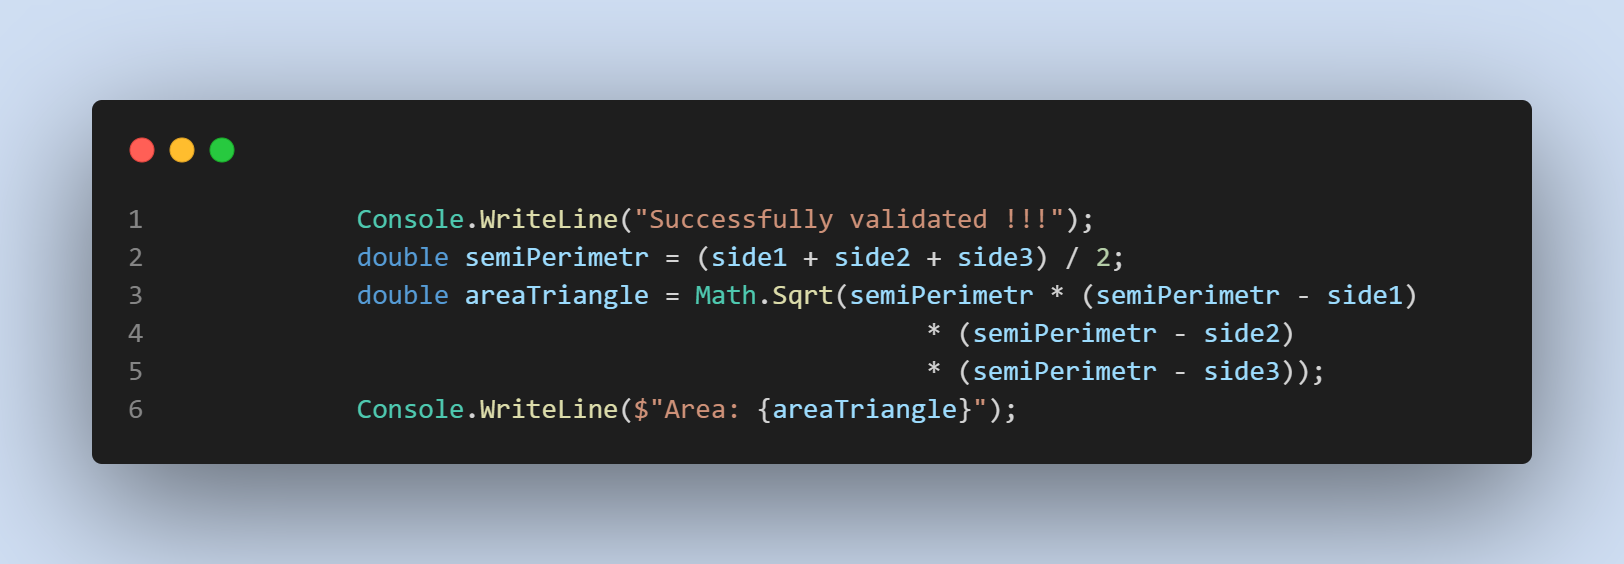 1 Console.WriteLine("Successfully validated !!!");
2 double semiPerimetr = (side1 + side2 + side3) / 2;
3 double areaTriangle = Math.Sqrt(semiPerimetr * (semiPerimetr - side1)
4 * (semiPerimetr - side2)
5 * (semiPerimetr - side3));
6 Console.WriteLine($"Area: {areaTriangle}");